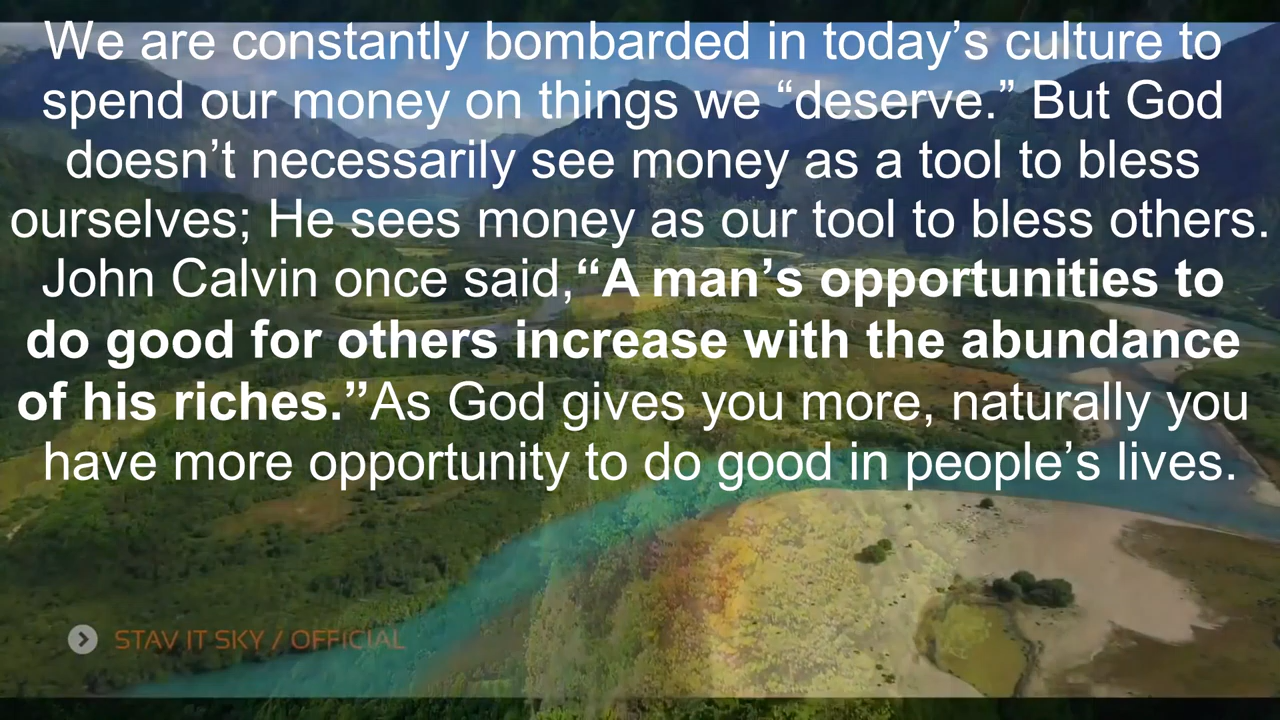 We are constantly bombarded in today’s culture to
spend our money on things we “deserve.” But God
doesn’t necessarily see money as a tool to bless
ourselves; He sees money as our tool to bless others.
John Calvin once said,“A man’s opportunities to
do good for others increase with the abundance
of his riches.”As God gives you more, naturally you
have more opportunity to do good in people’s lives.
STAV IT SKY / OFFICIAL